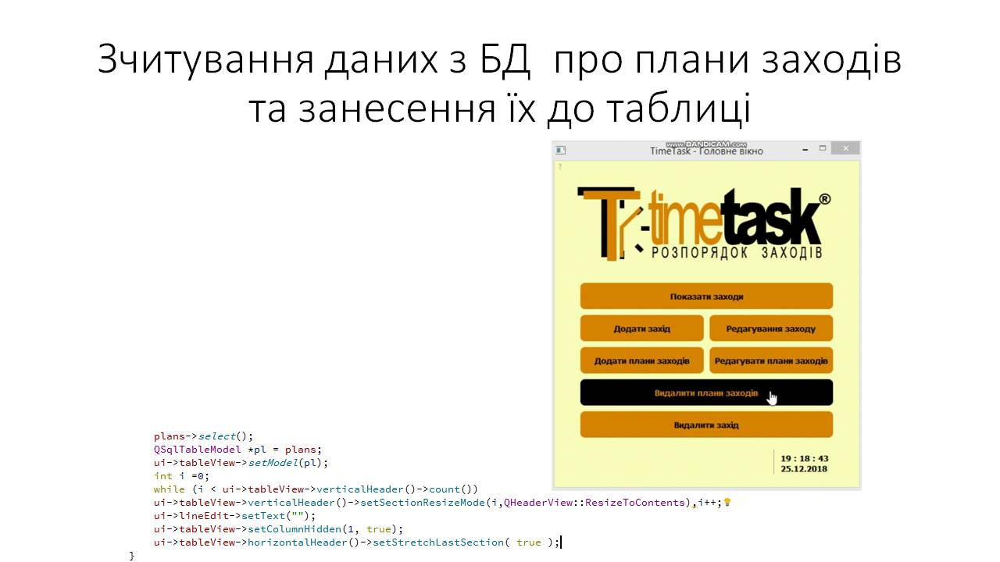 Зчитування даних з БД про плани заходів
та занесення їх до таблиці
www.BANDICAM.com
TimeTask - Головне вікно
?
timetask®
РОЗПОРЯДОК ЗАХОДІВ
Показати заходи
Додати захід
Редагування заходу
Додати плани заходів
Редагувати плани заходів
Видалити плани заходів
Видалити захід
19 : 18 : 43
25.12.2018
plans->select();
QSqlTableModel *pl = plans;
ui->tableView->setModel(pl);
int i =0;
while (i < ui->tableView->verticalHeader()->count())
ui->tableView->verticalHeader()->setSectionResizeMode(i,QHeaderView::ResizeToContents),i++;
ui->lineEdit->setText("");
ui->tableView->setColumnHidden(1, true);
ui->tableView->horizontalHeader()->setStretchLastSection( true );
}